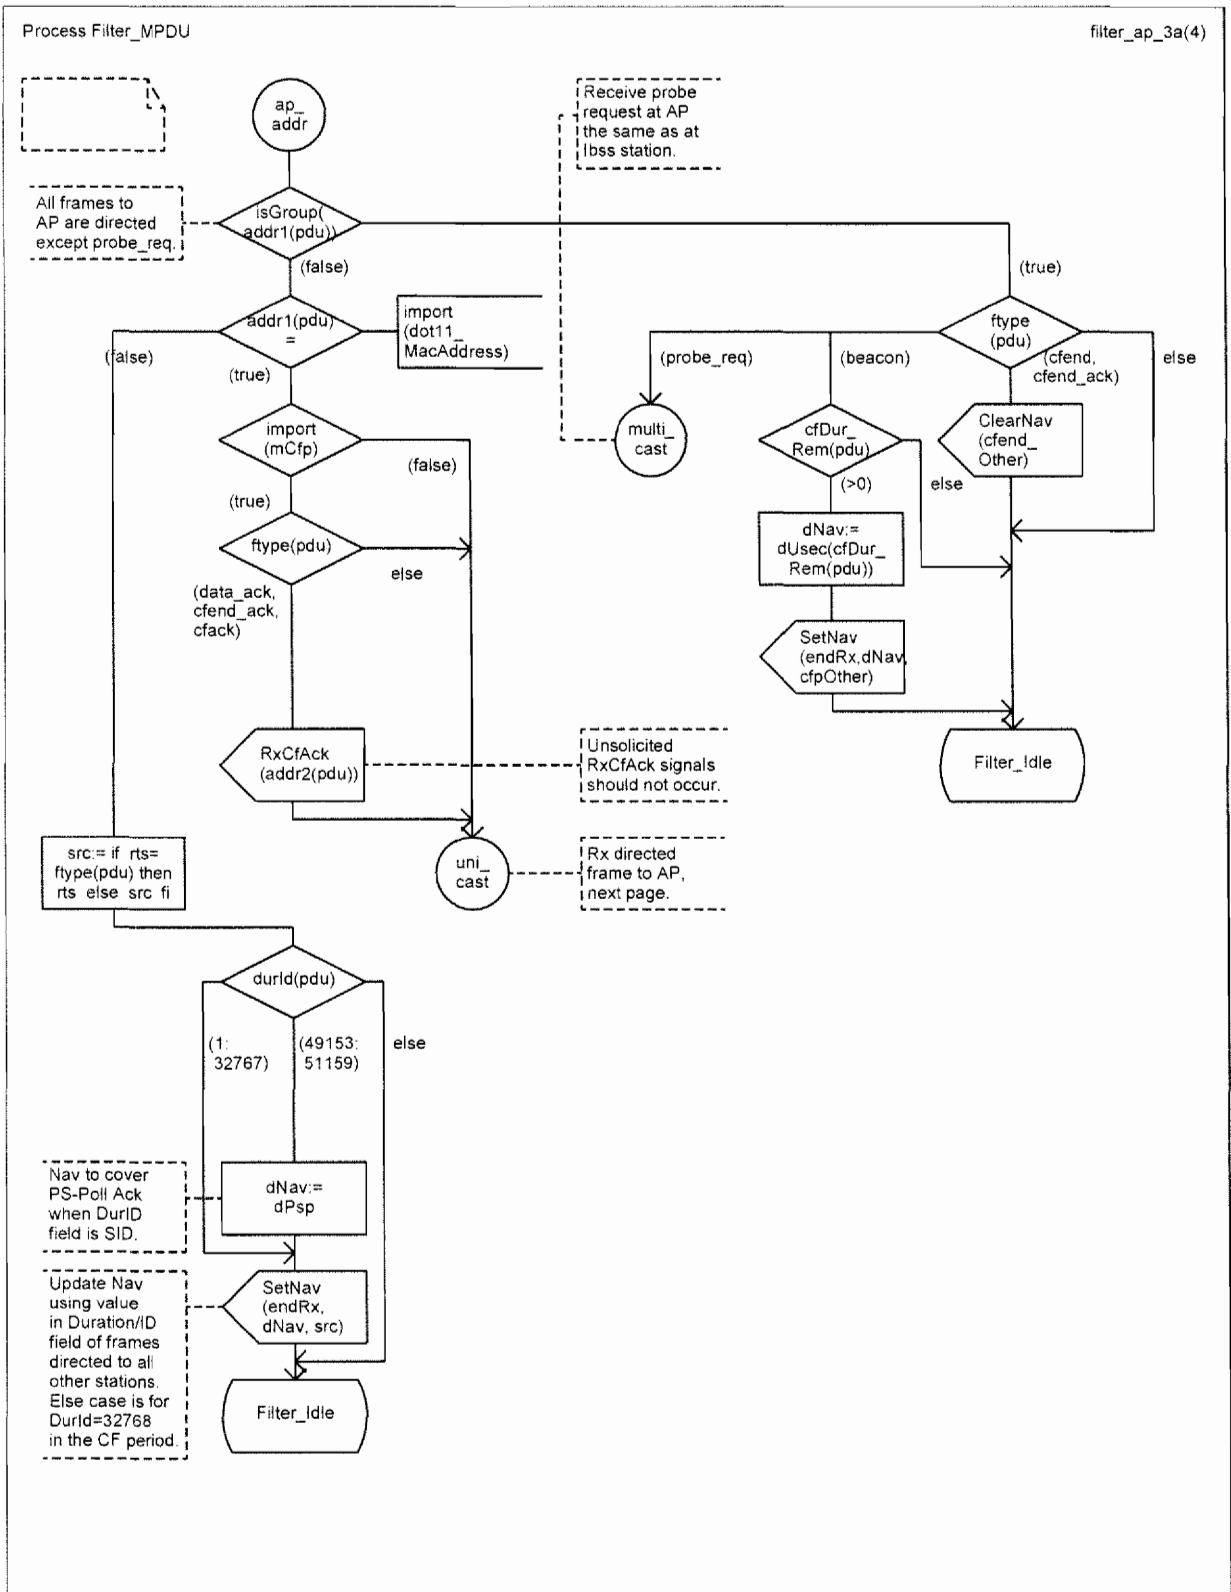 Process Filter_MPDU
filter_ap_3a(4)
ap_
addr
Receive probe
request at AP
the same as at
Ibss station.
All frames to
AP are directed
except probe_req.
isGroup(
addr1(pdu))
(false)
(true)
addr1(pdu)
=
import
(dot11_
MacAddress)
(false)
(true)
ftype
(pdu)
(probe_req)
(beacon)
(cfend,
cfend_ack)
else
import
(mCfp)
(false)
(true)
multi_
cast
cfDur_
Rem(pdu)
(>0)
else
ClearNav
(cfend_
Other)
ftype(pdu)
else
(data_ack,
cfend_ack,
cfack)
dNav:=
dUsec(cfDur_
Rem(pdu))
SetNav
(endRx,dNav,
cfpOther)
RxCfAck
(addr2(pdu))
Unsolicited
RxCfAck signals
should not occur.
Filter_Idle
src:= if rts=
ftype(pdu) then
rts else src fi
uni_
cast
Rx directed
frame to AP,
next page.
durId(pdu)
(1:
32767)
(49153:
51159)
else
Nav to cover
PS-Poll Ack
when DurID
field is SID.
dNav:=
dPsp
Update Nav
using value
in Duration/ID
field of frames
directed to all
other stations.
Else case is for
DurId=32768
in the CF period.
SetNav
(endRx,
dNav, src)
Filter_Idle